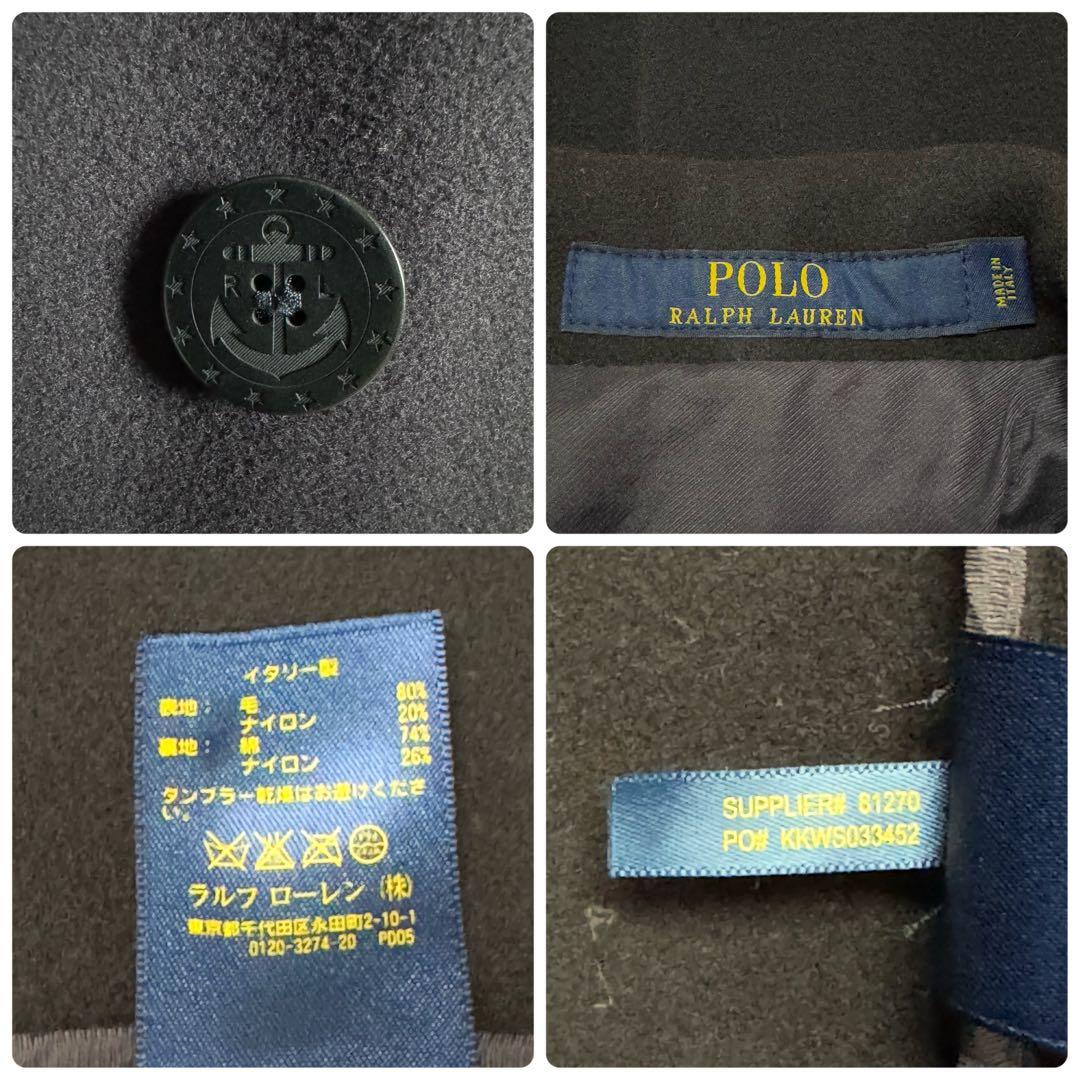 R L
POLO
RALPH LAUREN
MADE IN
ITALY
イタリー製
表地: 毛 80%
ナイロン 20%
裏地: 綿 74%
ナイロン 26%
タンブラー乾燥はお避けくださ
い。
ラルフ ローレン (株)
東京都千代田区永田町2-10-1
0120-3274-20 PD05
SUPPLIER# 81270
PO# KKWS033452